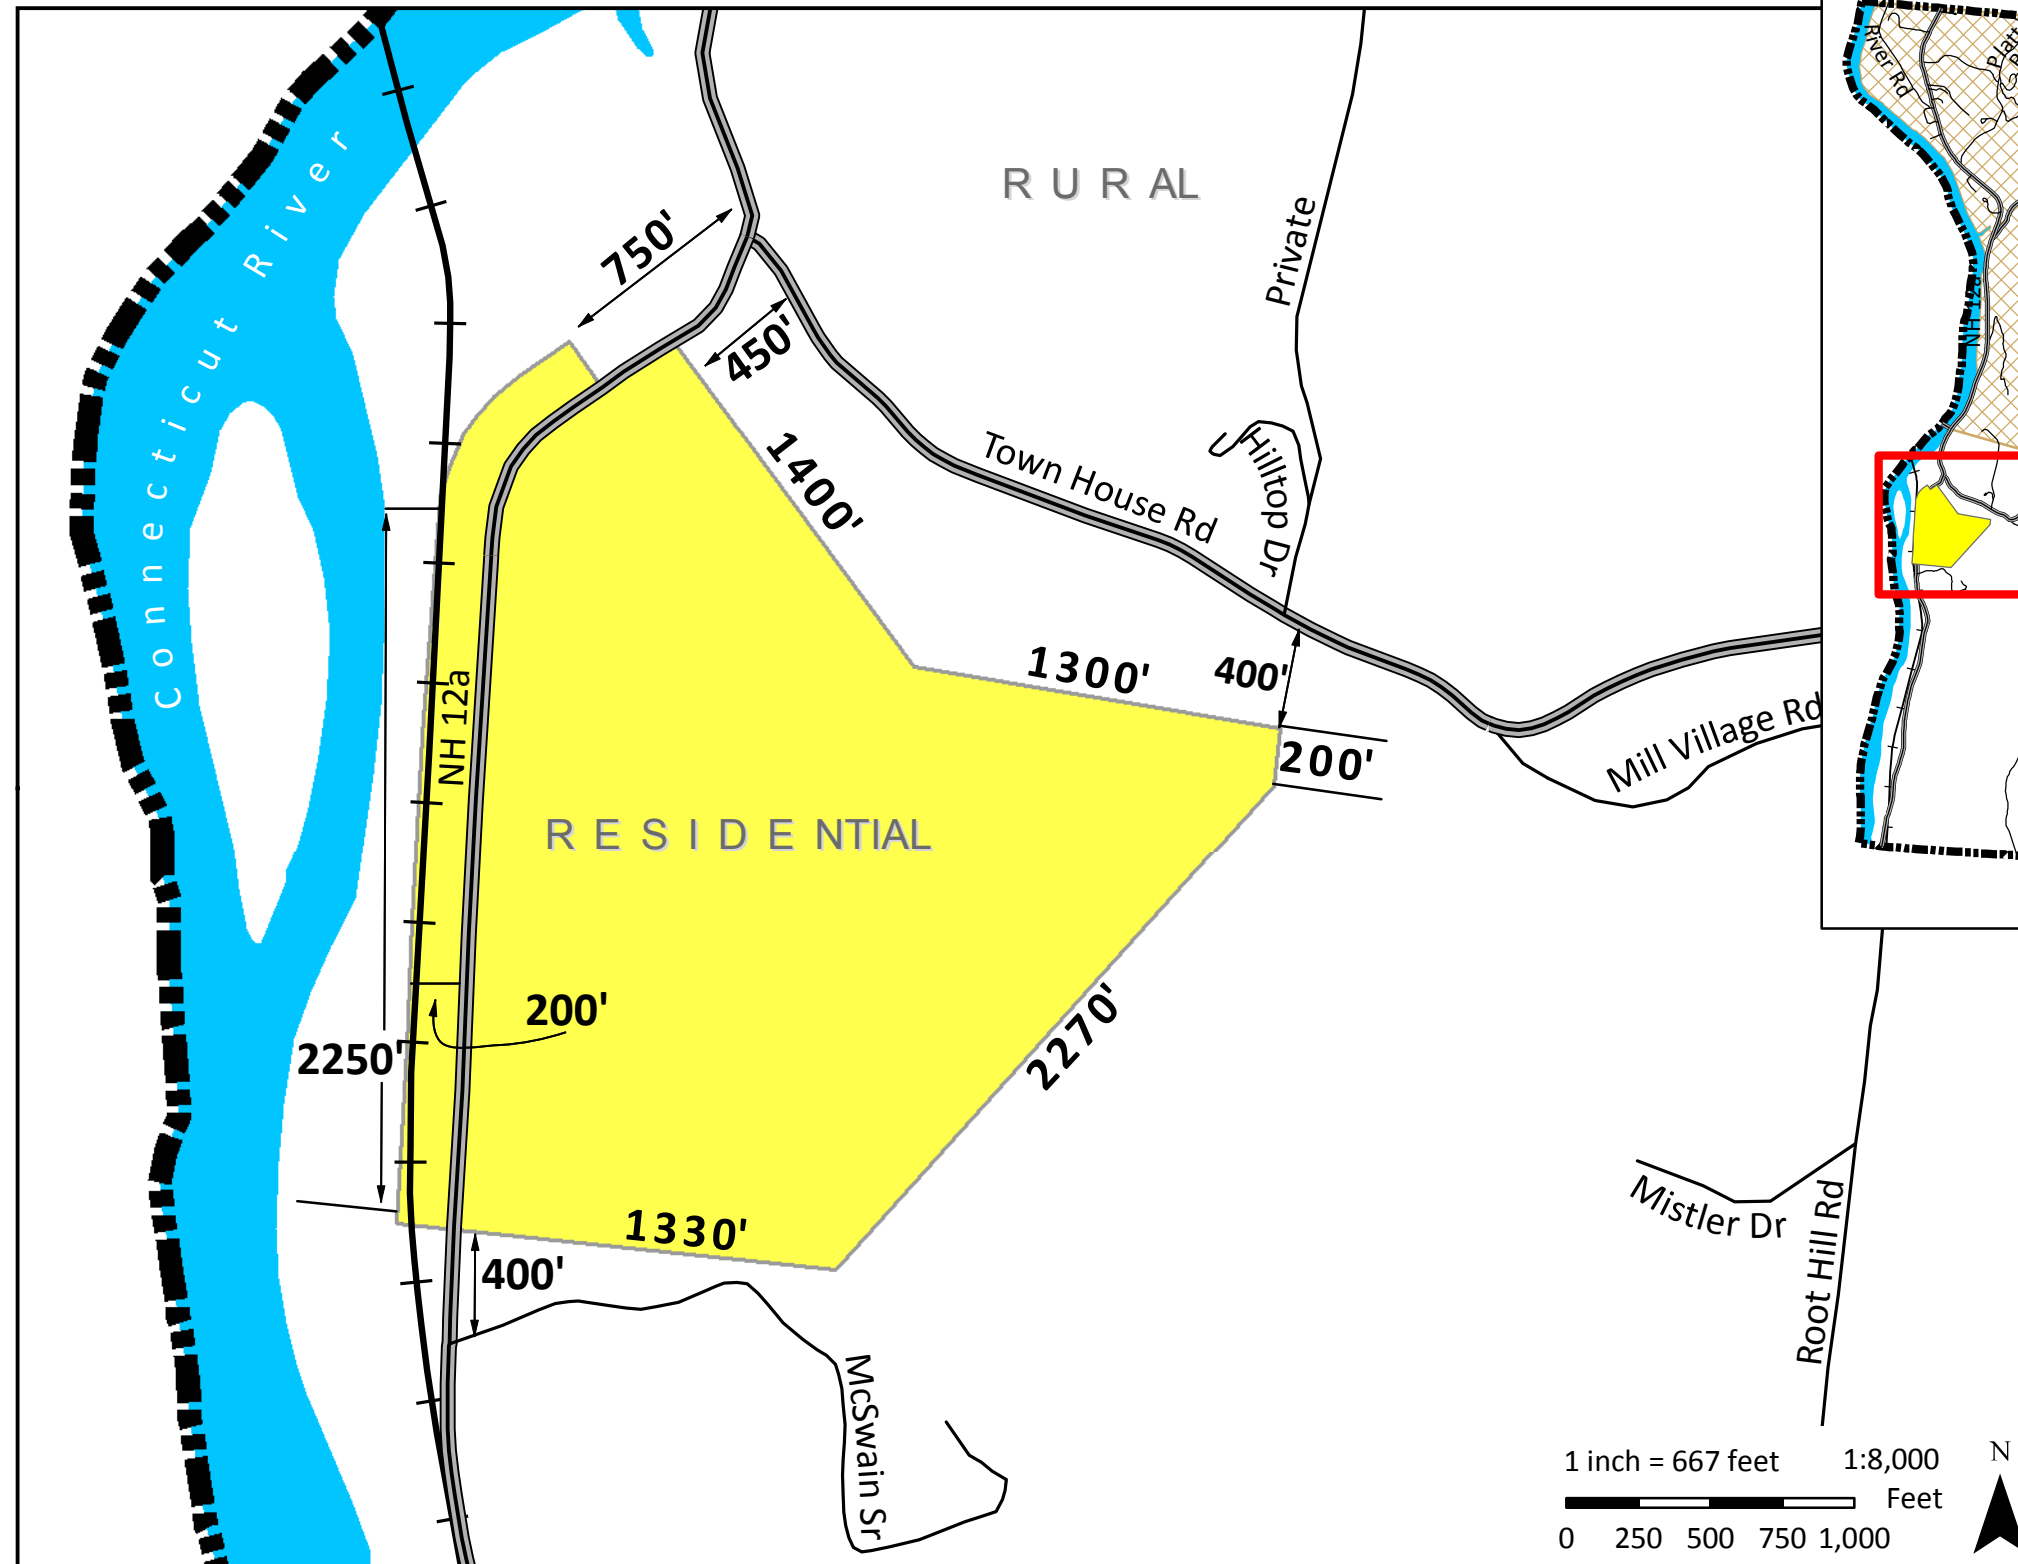 Connecticut River
RURAL
Private
750'
450'
1400'
Town House Rd
Hilltop Dr
1300'
400'
200'
Mill Village Rd
NH 12a
RESIDENTIAL
200'
2250'
2270'
1330'
400'
McSwain Sr
Mistler Dr
Root Hill Rd
1 inch = 667 feet 1:8,000
Feet
0 250 500 750 1,000
N
River Rd
NH 12a